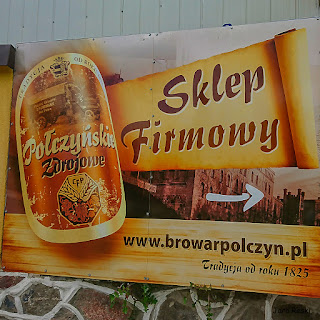 Sklep
Firmowy
Połczyńskie
Zdrojowe
www.browarpolczyn.pl
Tradycja od roku 1825